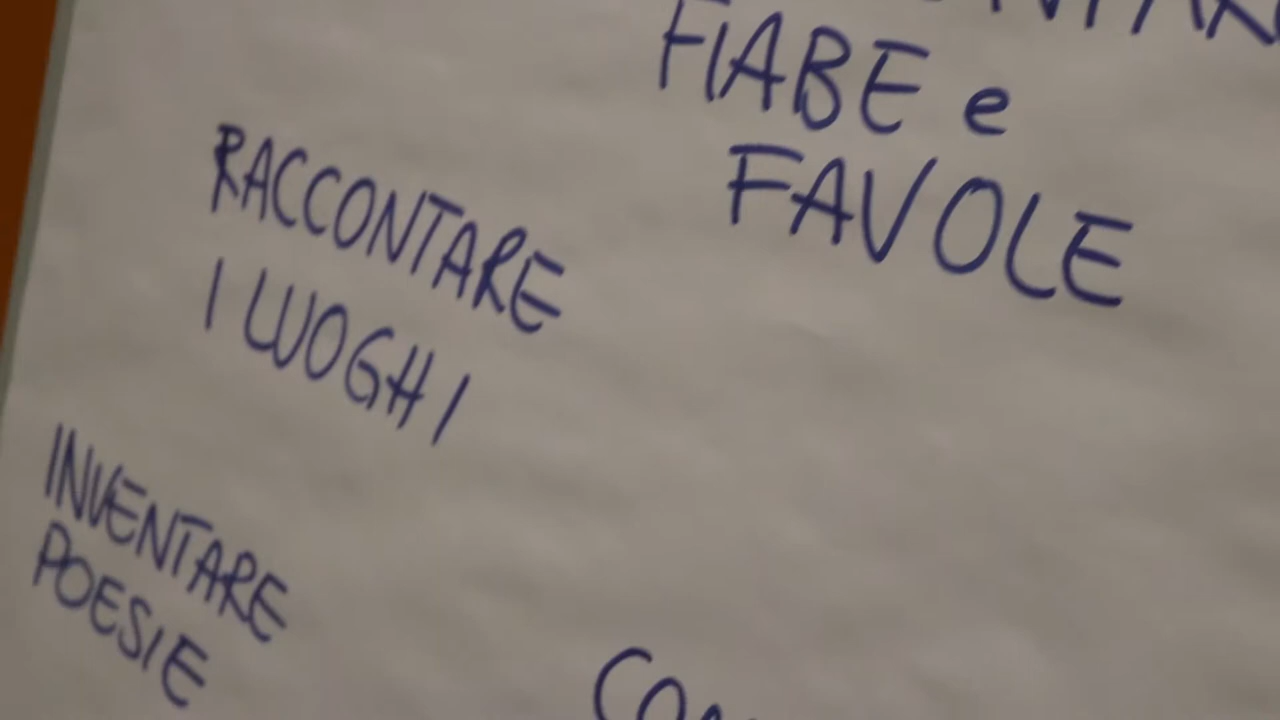 FIABE e
FAVOLE
RACCONTARE
I LUOGHI
INVENTARE
POESIE